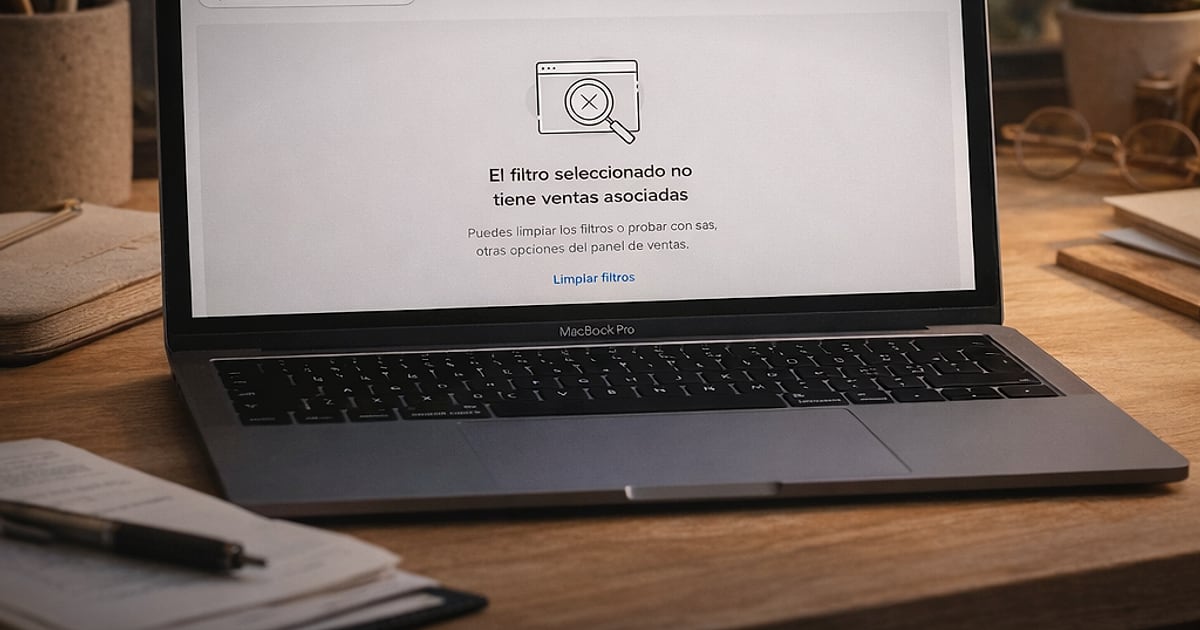 El filtro seleccionado no
tiene ventas asociadas
Puedes limpiar los filtros o probar con sas,
otras opciones del panel de ventas.
Limpiar filtros
MacBook Pro